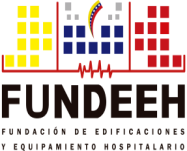 FUNDEEH
FUNDACIÓN DE EDIFICACIONES
Y EQUIPAMIENTO HOSPITALARIO